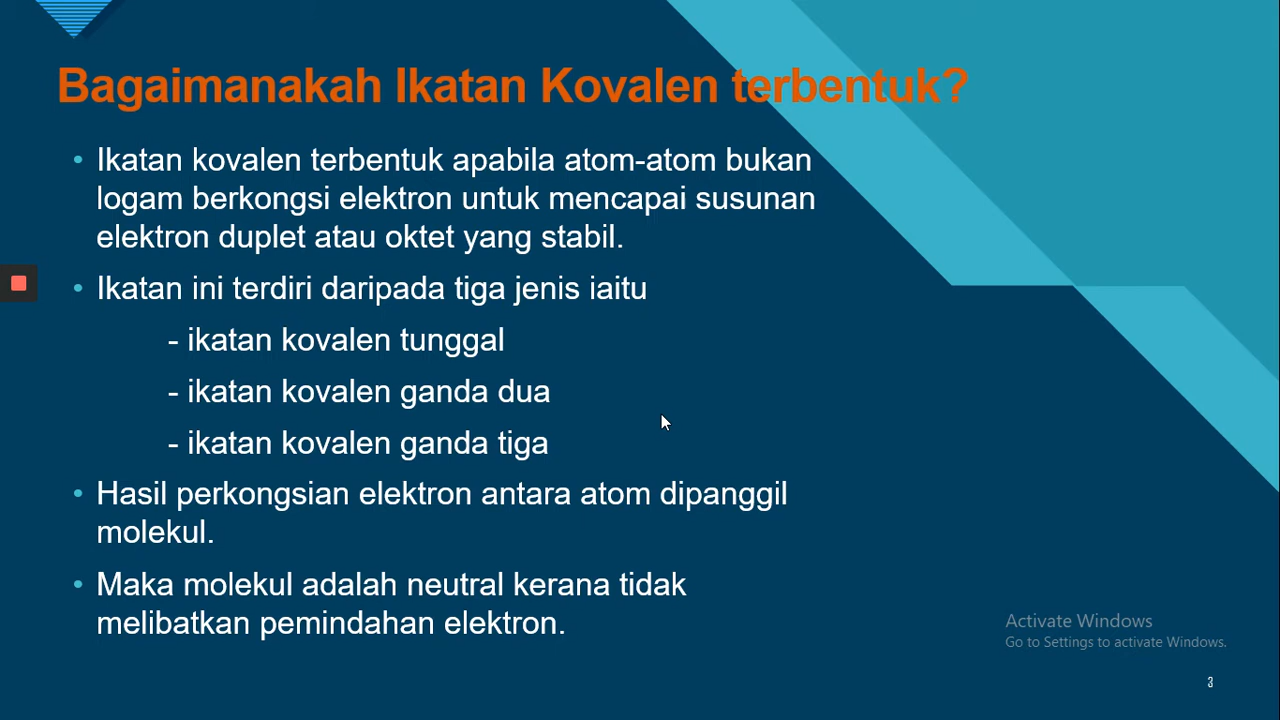 Bagaimanakah Ikatan Kovalen terbentuk?
• Ikatan kovalen terbentuk apabila atom-atom bukan
logam berkongsi elektron untuk mencapai susunan
elektron duplet atau oktet yang stabil.
• Ikatan ini terdiri daripada tiga jenis iaitu
- ikatan kovalen tunggal
- ikatan kovalen ganda dua
- ikatan kovalen ganda tiga
• Hasil perkongsian elektron antara atom dipanggil
molekul.
• Maka molekul adalah neutral kerana tidak
melibatkan pemindahan elektron.
Activate Windows
Go to Settings to activate Windows.
3